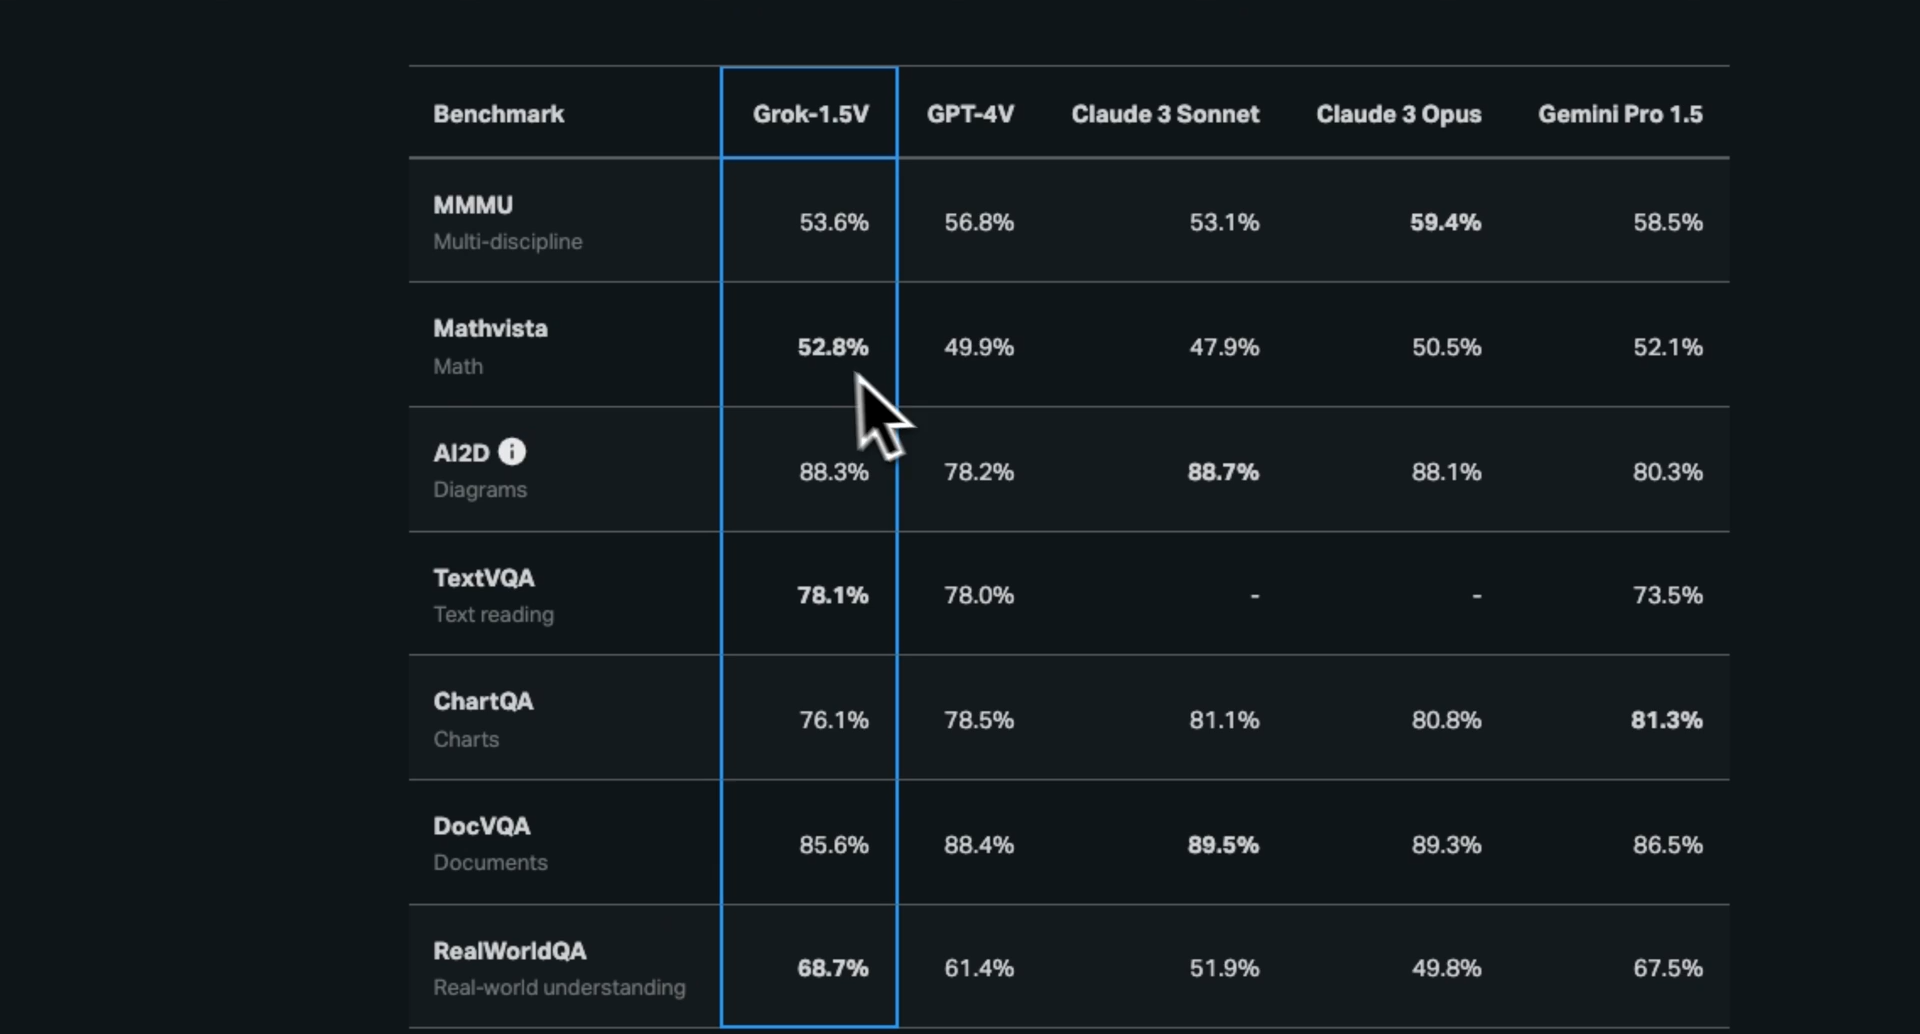 Benchmark Grok-1.5V GPT-4V Claude 3 Sonnet Claude 3 Opus Gemini Pro 1.5
MMMU
Multi-discipline
53.6% 56.8% 53.1% 59.4% 58.5%
Mathvista
Math
52.8% 49.9% 47.9% 50.5% 52.1%
AI2D
Diagrams
88.3% 78.2% 88.7% 88.1% 80.3%
TextVQA
Text reading
78.1% 78.0% - - 73.5%
ChartQA
Charts
76.1% 78.5% 81.1% 80.8% 81.3%
DocVQA
Documents
85.6% 88.4% 89.5% 89.3% 86.5%
RealWorldQA
Real-world understanding
68.7% 61.4% 51.9% 49.8% 67.5%